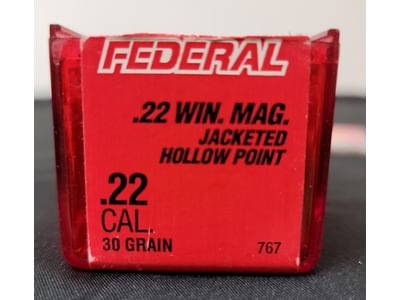 FEDERAL
.22 WIN. MAG.
JACKETED
HOLLOW POINT
.22
CAL.
30 GRAIN 767